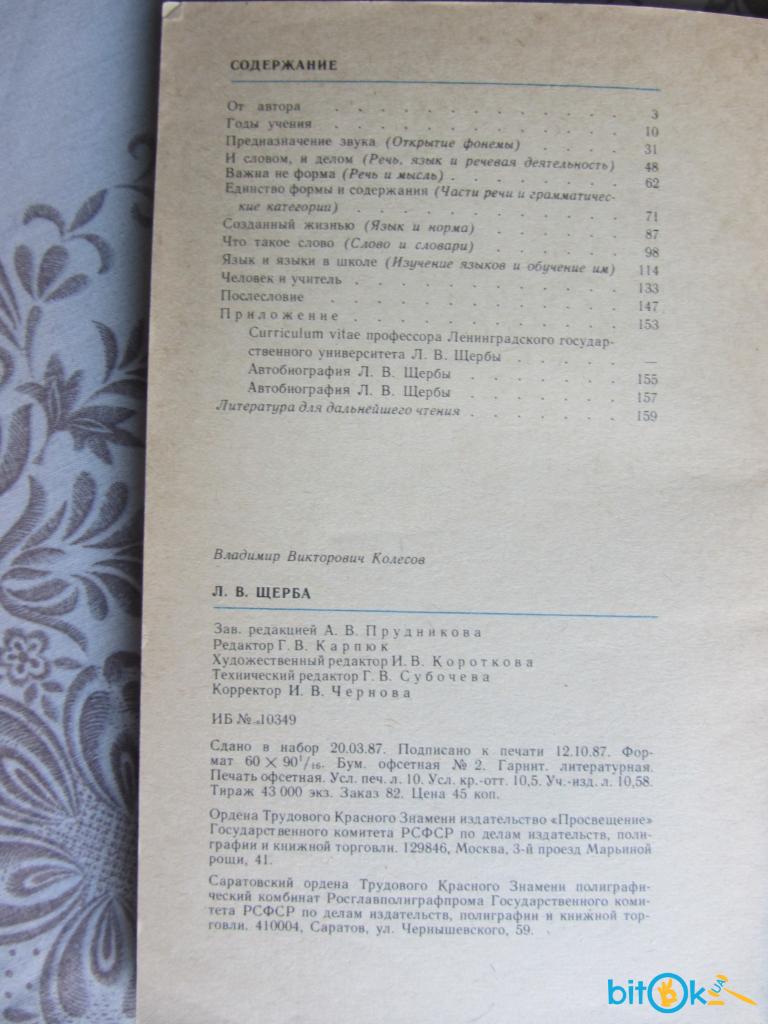 СОДЕРЖАНИЕ
От автора . . . . . . . . . . 3
Годы учения . . . . . . . . . . 10
Предназначение звука (Открытие фонемы) . . . . 31
И словом, и делом (Речь, язык и речевая деятельность) 48
Важна не форма (Речь и мысль) . . . . . . 62
Единство формы и содержания (Части речи и грамматичес-
кие категории) . . . . . . . . 71
Созданный жизнью (Язык и норма) . . . . . 87
Что такое слово (Слово и словари) . . . . . 98
Язык и языки в школе (Изучение языков и обучение им) 114
Человек и учитель . . . . . . . . . 133
Послесловие . . . . . . . . . . 147
Приложение . . . . . . . . . . 153
Curriculum vitae профессора Ленинградского государ-
ственного университета Л. В. Щербы . . . . —
Автобиография Л. В. Щербы . . . . . . 155
Автобиография Л. В. Щербы . . . . . . 157
Литература для дальнейшего чтения . . . . . 159
Владимир Викторович Колесов
Л. В. ЩЕРБА
Зав. редакцией А. В. Прудникова
Редактор Г. В. Карпюк
Художественный редактор И. В. Короткова
Технический редактор Г. В. Субочева
Корректор И. В. Чернова
ИБ № 10349
Сдано в набор 20.03.87. Подписано к печати 12.10.87. Фор-
мат 60 × 90¹/₁₆. Бум. офсетная № 2. Гарнит. литературная.
Печать офсетная. Усл. печ. л. 10. Усл. кр.-отт. 10,5. Уч.-изд. л. 10,58.
Тираж 43 000 экз. Заказ 82. Цена 45 коп.
Ордена Трудового Красного Знамени издательство «Просвещение»
Государственного комитета РСФСР по делам издательств, поли-
графии и книжной торговли. 129846, Москва, 3-й проезд Марьиной
рощи, 41.
Саратовский ордена Трудового Красного Знамени полиграфи-
ческий комбинат Росглавполиграфпрома Государственного коми-
тета РСФСР по делам издательств, полиграфии и книжной тор-
говли. 410004, Саратов, ул. Чернышевского, 59.
bitOk UA